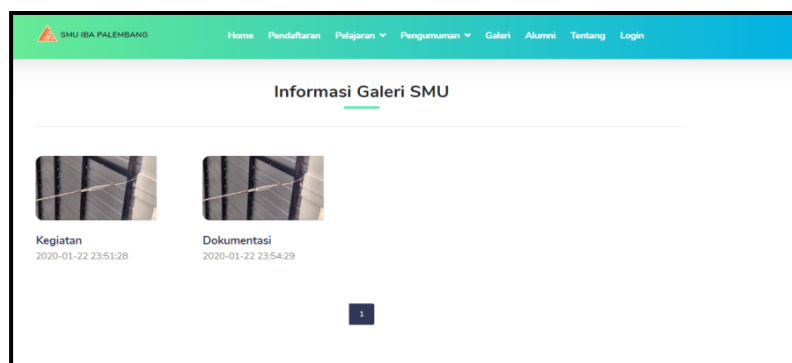 SMU IBA PALEMBANG Home Pendaftaran Pelajaran Pengumuman Galeri Alumni Tentang Login
Informasi Galeri SMU
Kegiatan Dokumentasi
2020-01-22 23:51:28 2020-01-22 23:54:29
1